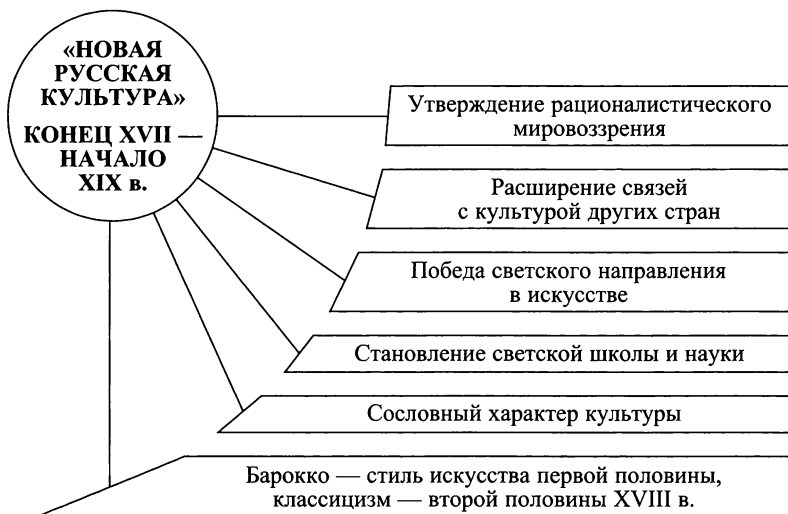 «НОВАЯ
РУССКАЯ
КУЛЬТУРА»
КОНЕЦ XVII —
НАЧАЛО
XIX в.
Утверждение рационалистического
мировоззрения
Расширение связей
с культурой других стран
Победа светского направления
в искусстве
Становление светской школы и науки
Сословный характер культуры
Барокко — стиль искусства первой половины,
классицизм — второй половины XVIII в.